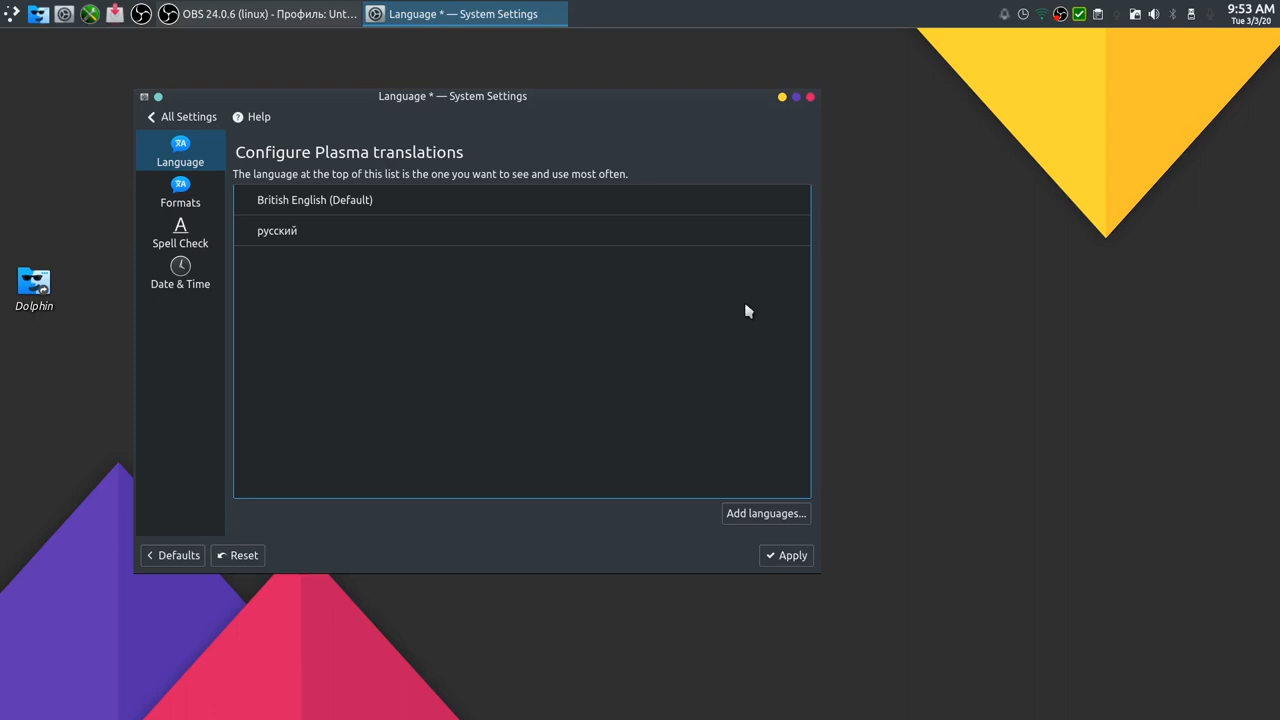 OBS 24.0.6 (linux) — Профиль: Unt...
Language * — System Settings
9:53 AM
Tue 3/3/20
Language * — System Settings
All Settings
Help
Language
Formats
Spell Check
Date & Time
Configure Plasma translations
The language at the top of this list is the one you want to see and use most often.
British English (Default)
русский
Add languages...
Defaults
Reset
Apply
Dolphin